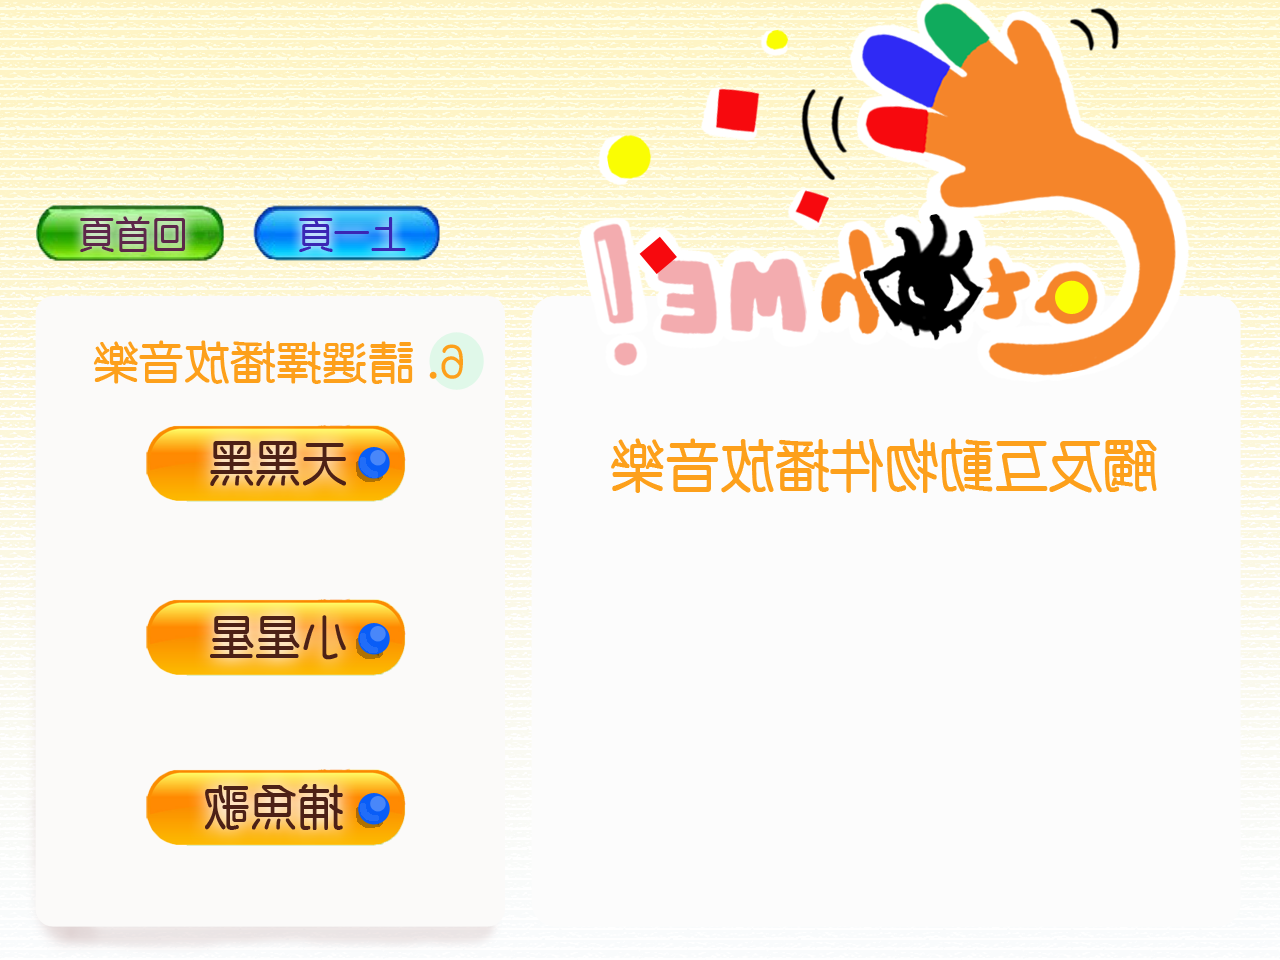 Catch me!
上一頁
回首頁
觸及互動物件播放音樂
6. 請選擇播放音樂
天黑黑
小星星
捕魚歌